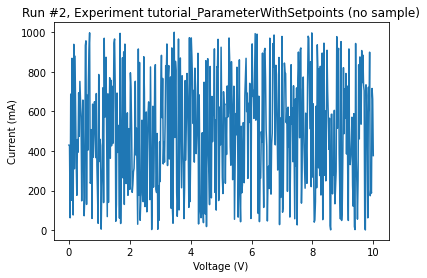 Run #2, Experiment tutorial_ParameterWithSetpoints (no sample)
1000
800
600
400
200
0
Current (mA)
0 2 4 6 8 10
Voltage (V)